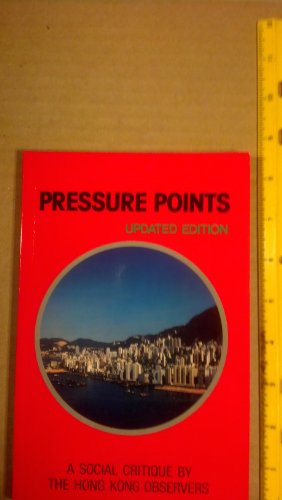 PRESSURE POINTS
UPDATED EDITION
A SOCIAL CRITIQUE BY
THE HONG KONG OBSERVERS